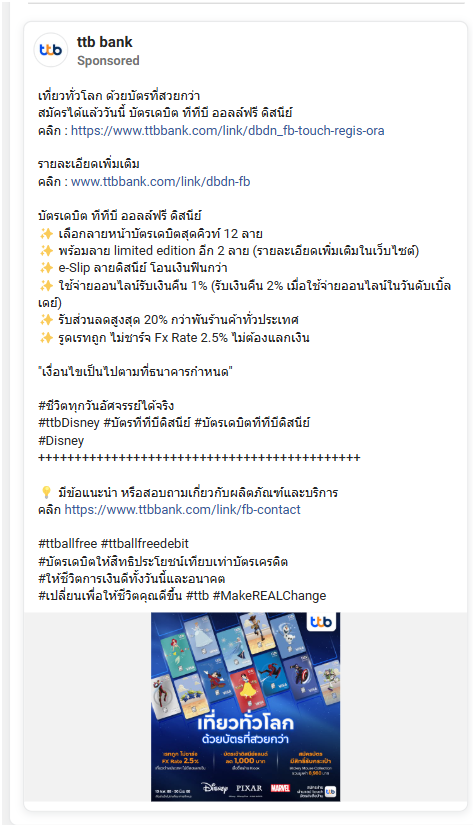 ttb
ttb bank
Sponsored
เที่ยวทั่วโลก ด้วยบัตรที่สวยกว่า
สมัครได้แล้ววันนี้ บัตรเดบิต ทีทีบี ออลล์ฟรี ดิสนีย์
คลิก : https://www.ttbbank.com/link/dbdn_fb-touch-regis-ora
รายละเอียดเพิ่มเติม
คลิก : www.ttbbank.com/link/dbdn-fb
บัตรเดบิต ทีทีบี ออลล์ฟรี ดิสนีย์
✨ เลือกลายหน้าบัตรเดบิตสุดคิวท์ 12 ลาย
✨ พร้อมลาย limited edition อีก 2 ลาย (รายละเอียดเพิ่มเติมในเว็บไซต์)
✨ e-Slip ลายดิสนีย์ โอนเงินฟินกว่า
✨ ใช้จ่ายออนไลน์รับเงินคืน 1% (รับเงินคืน 2% เมื่อใช้จ่ายออนไลน์ในวันดับเบิ้ล
เดย์)
✨ รับส่วนลดสูงสุด 20% กว่าพันร้านค้าทั่วประเทศ
✨ รูดเรทถูก ไม่ชาร์จ Fx Rate 2.5% ไม่ต้องแลกเงิน
"เงื่อนไขเป็นไปตามที่ธนาคารกำหนด"
#ชีวิตทุกวันอัศจรรย์ได้จริง
#ttbDisney #บัตรทีทีบีดิสนีย์ #บัตรเดบิตทีทีบีดิสนีย์
#Disney
++++++++++++++++++++++++++++++++++++++++++++
💡 มีข้อแนะนำ หรือสอบถามเกี่ยวกับผลิตภัณฑ์และบริการ
คลิก https://www.ttbbank.com/link/fb-contact
#ttballfree #ttballfreedebit
#บัตรเดบิตให้สิทธิประโยชน์เทียบเท่าบัตรเครดิต
#ให้ชีวิตการเงินดีทั้งวันนี้และอนาคต
#เปลี่ยนเพื่อให้ชีวิตคุณดีขึ้น #ttb #MakeREALChange
ttb
เที่ยวทั่วโลก
ด้วยบัตรที่สวยกว่า
เรทถูก ไม่ชาร์จ
FX Rate 2.5%
ลด 1,000 บาท
สมัครบัตร
Disney PIXAR MARVEL
ttb